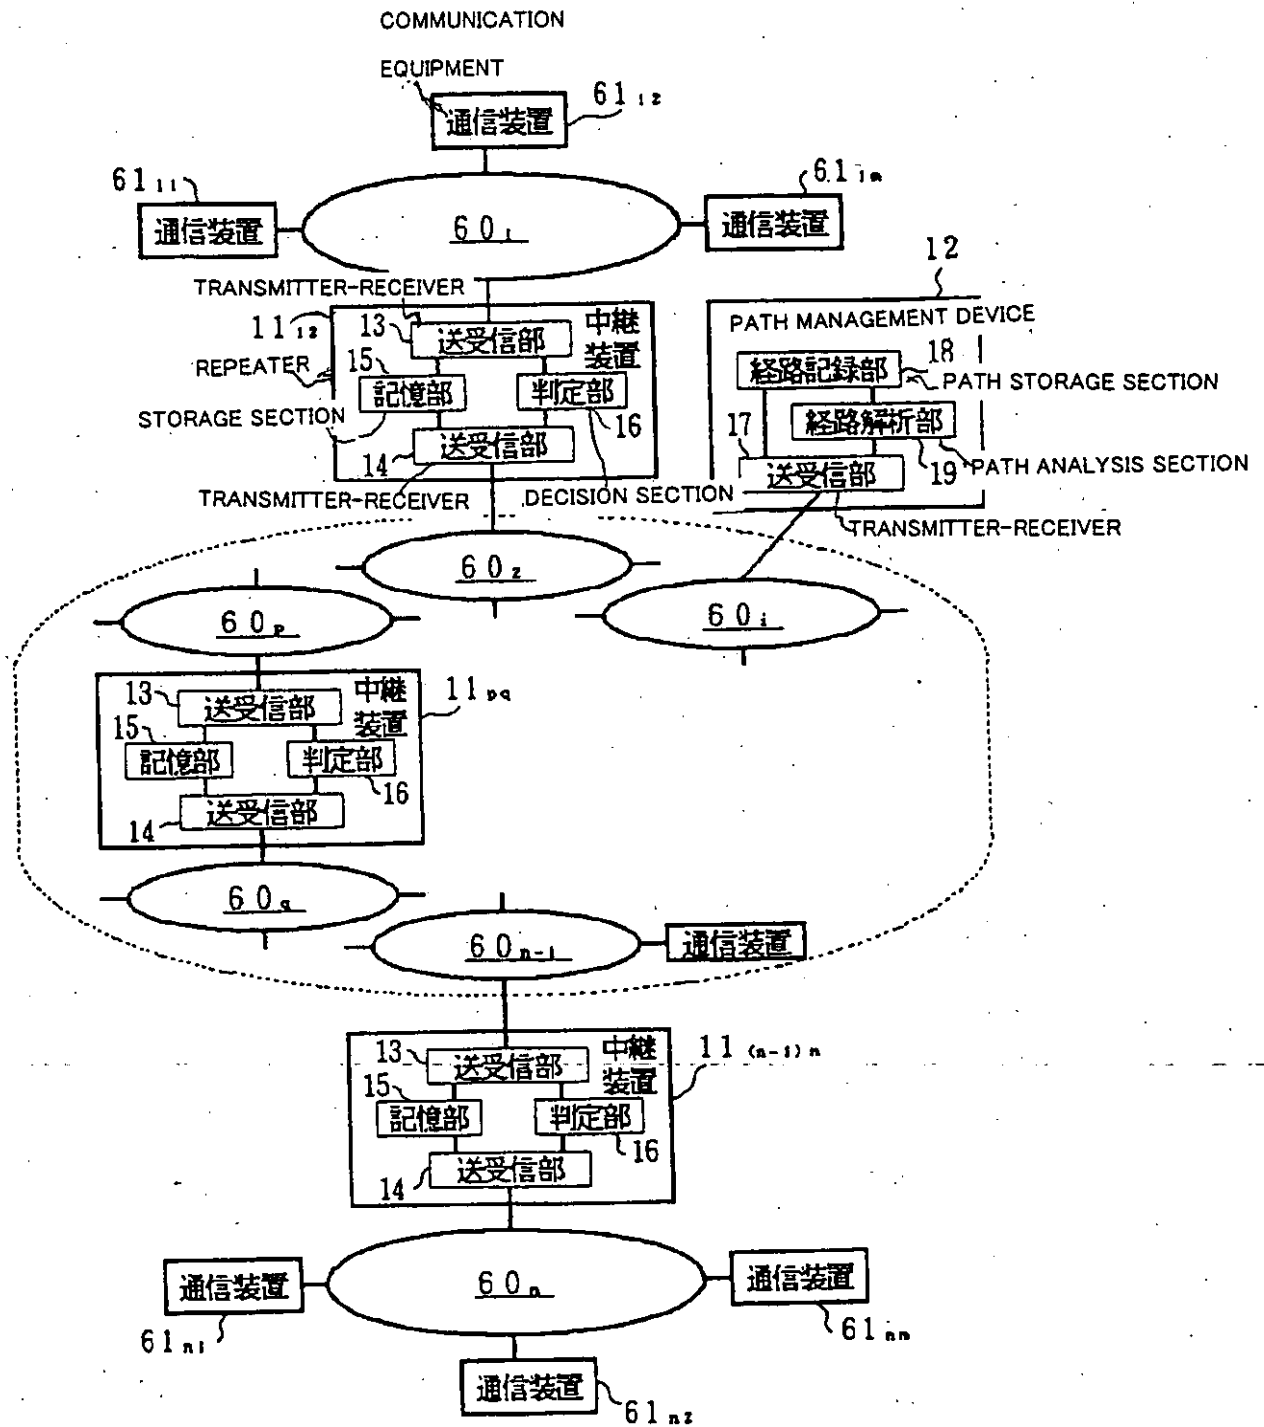 COMMUNICATION
EQUIPMENT
61₁₂
通信装置
61₁₁
61₁ₘ
通信装置
60₁
通信装置
12
TRANSMITTER-RECEIVER
11₁₂
13
送受信部
中継
装置
PATH MANAGEMENT DEVICE
REPEATER
15
記憶部
判定部
16
経路記録部
18
PATH STORAGE SECTION
STORAGE SECTION
14
送受信部
17
経路解析部
19
PATH ANALYSIS SECTION
送受信部
TRANSMITTER-RECEIVER
DECISION SECTION
TRANSMITTER-RECEIVER
60₂
60ₚ
60ᵢ
13
送受信部
中継
装置
11pq
15
記憶部
判定部
16
14
送受信部
60q
60ₙ₋₁
通信装置
13
送受信部
中継
装置
11₍ₙ₋₁₎ₙ
15
記憶部
判定部
16
14
送受信部
通信装置
60ₙ
通信装置
61ₙ₁
61ₙₘ
通信装置
61ₙ₂